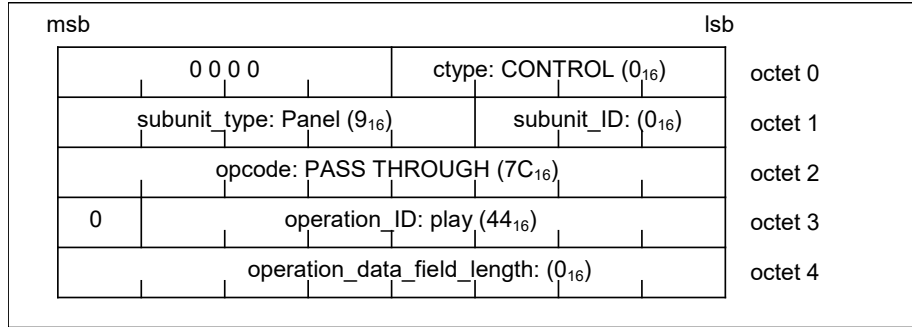 msb lsb
0 0 0 0 ctype: CONTROL (0₁₆) octet 0
subunit_type: Panel (9₁₆) subunit_ID: (0₁₆) octet 1
opcode: PASS THROUGH (7C₁₆) octet 2
0 operation_ID: play (44₁₆) octet 3
operation_data_field_length: (0₁₆) octet 4